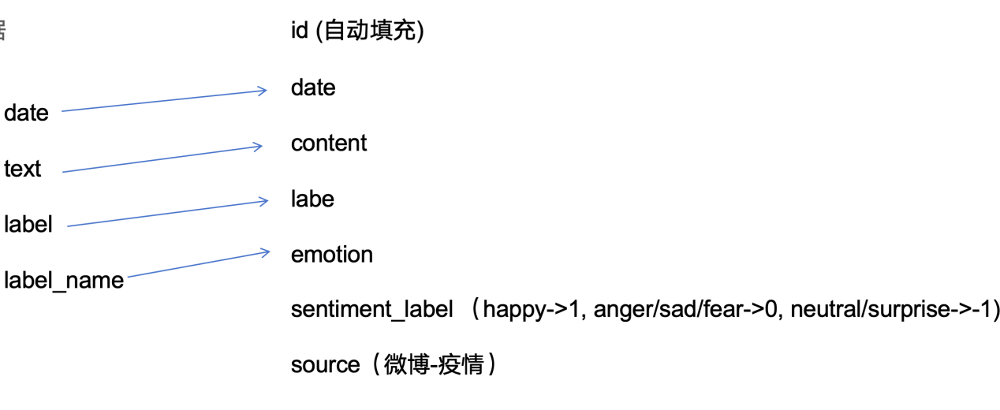 据
id (自动填充)
date
date
text
content
label
labe
label_name
emotion
sentiment_label （happy->1, anger/sad/fear->0, neutral/surprise->-1)
source（微博-疫情）